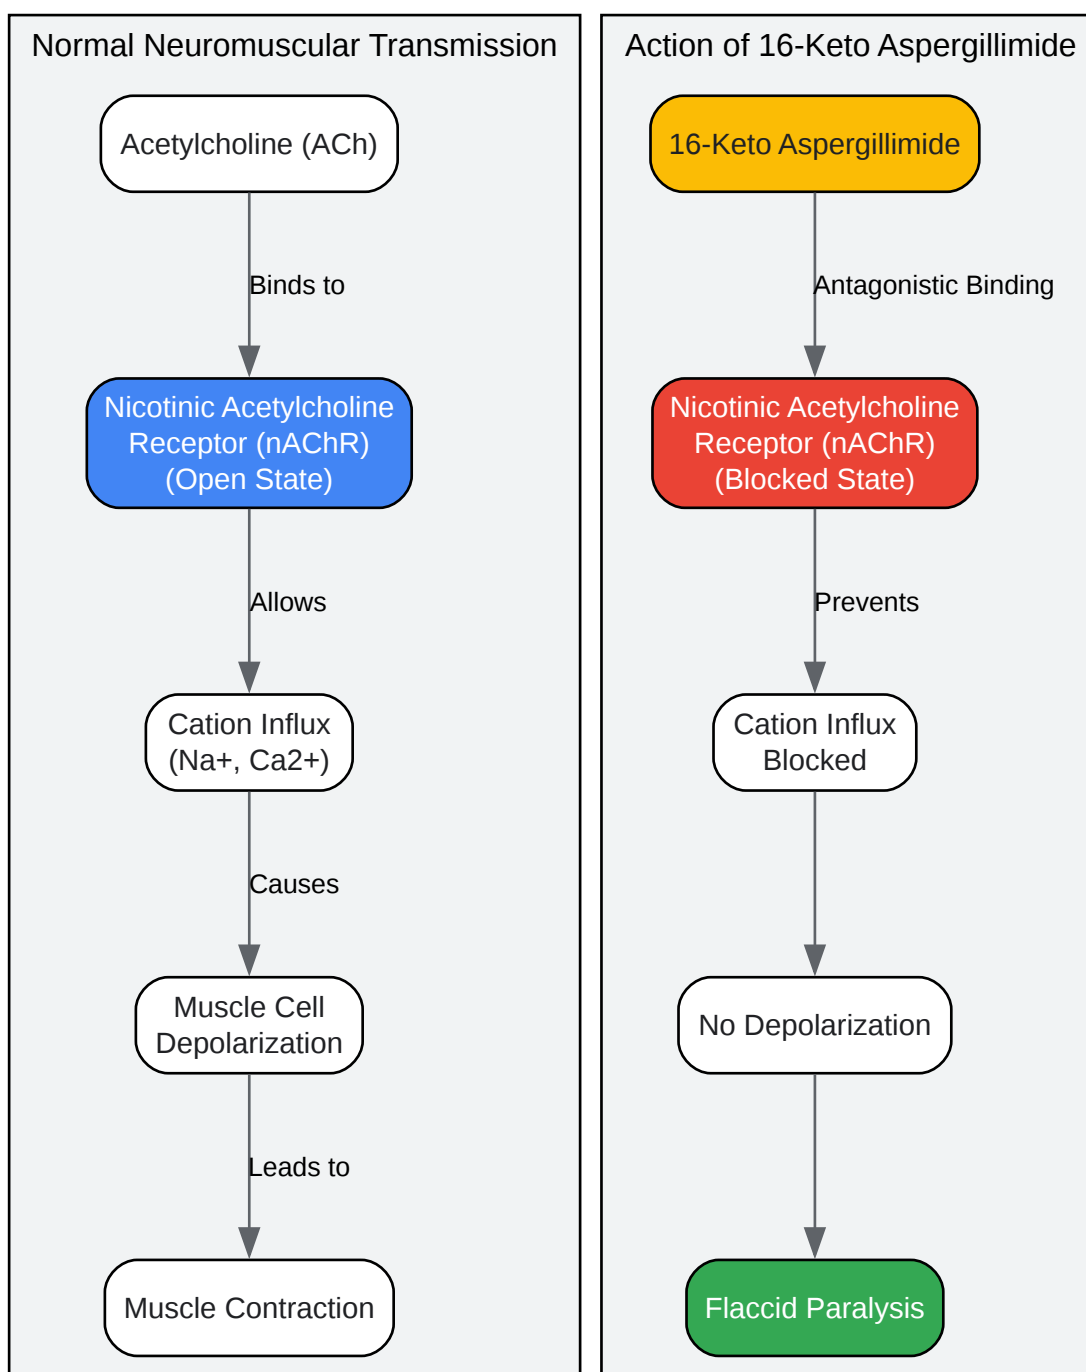 Normal Neuromuscular Transmission
Acetylcholine (ACh)
Binds to
Nicotinic Acetylcholine
Receptor (nAChR)
(Open State)
Allows
Cation Influx
(Na+, Ca2+)
Causes
Muscle Cell
Depolarization
Leads to
Muscle Contraction
Action of 16-Keto Aspergillimide
16-Keto Aspergillimide
Antagonistic Binding
Nicotinic Acetylcholine
Receptor (nAChR)
(Blocked State)
Prevents
Cation Influx
Blocked
No Depolarization
Flaccid Paralysis